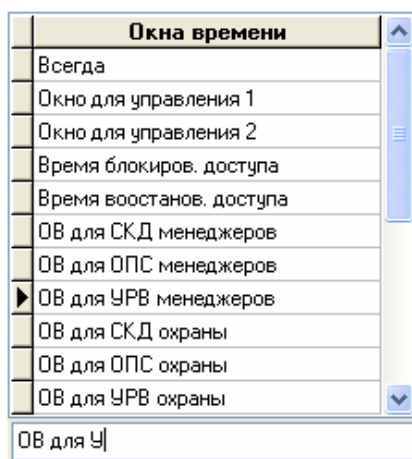 Окна времени
Всегда
Окно для управления 1
Окно для управления 2
Время блокиров. доступа
Время воостанов. доступа
ОВ для СКД менеджеров
ОВ для ОПС менеджеров
ОВ для УРВ менеджеров
ОВ для СКД охраны
ОВ для ОПС охраны
ОВ для УРВ охраны
ОВ для У